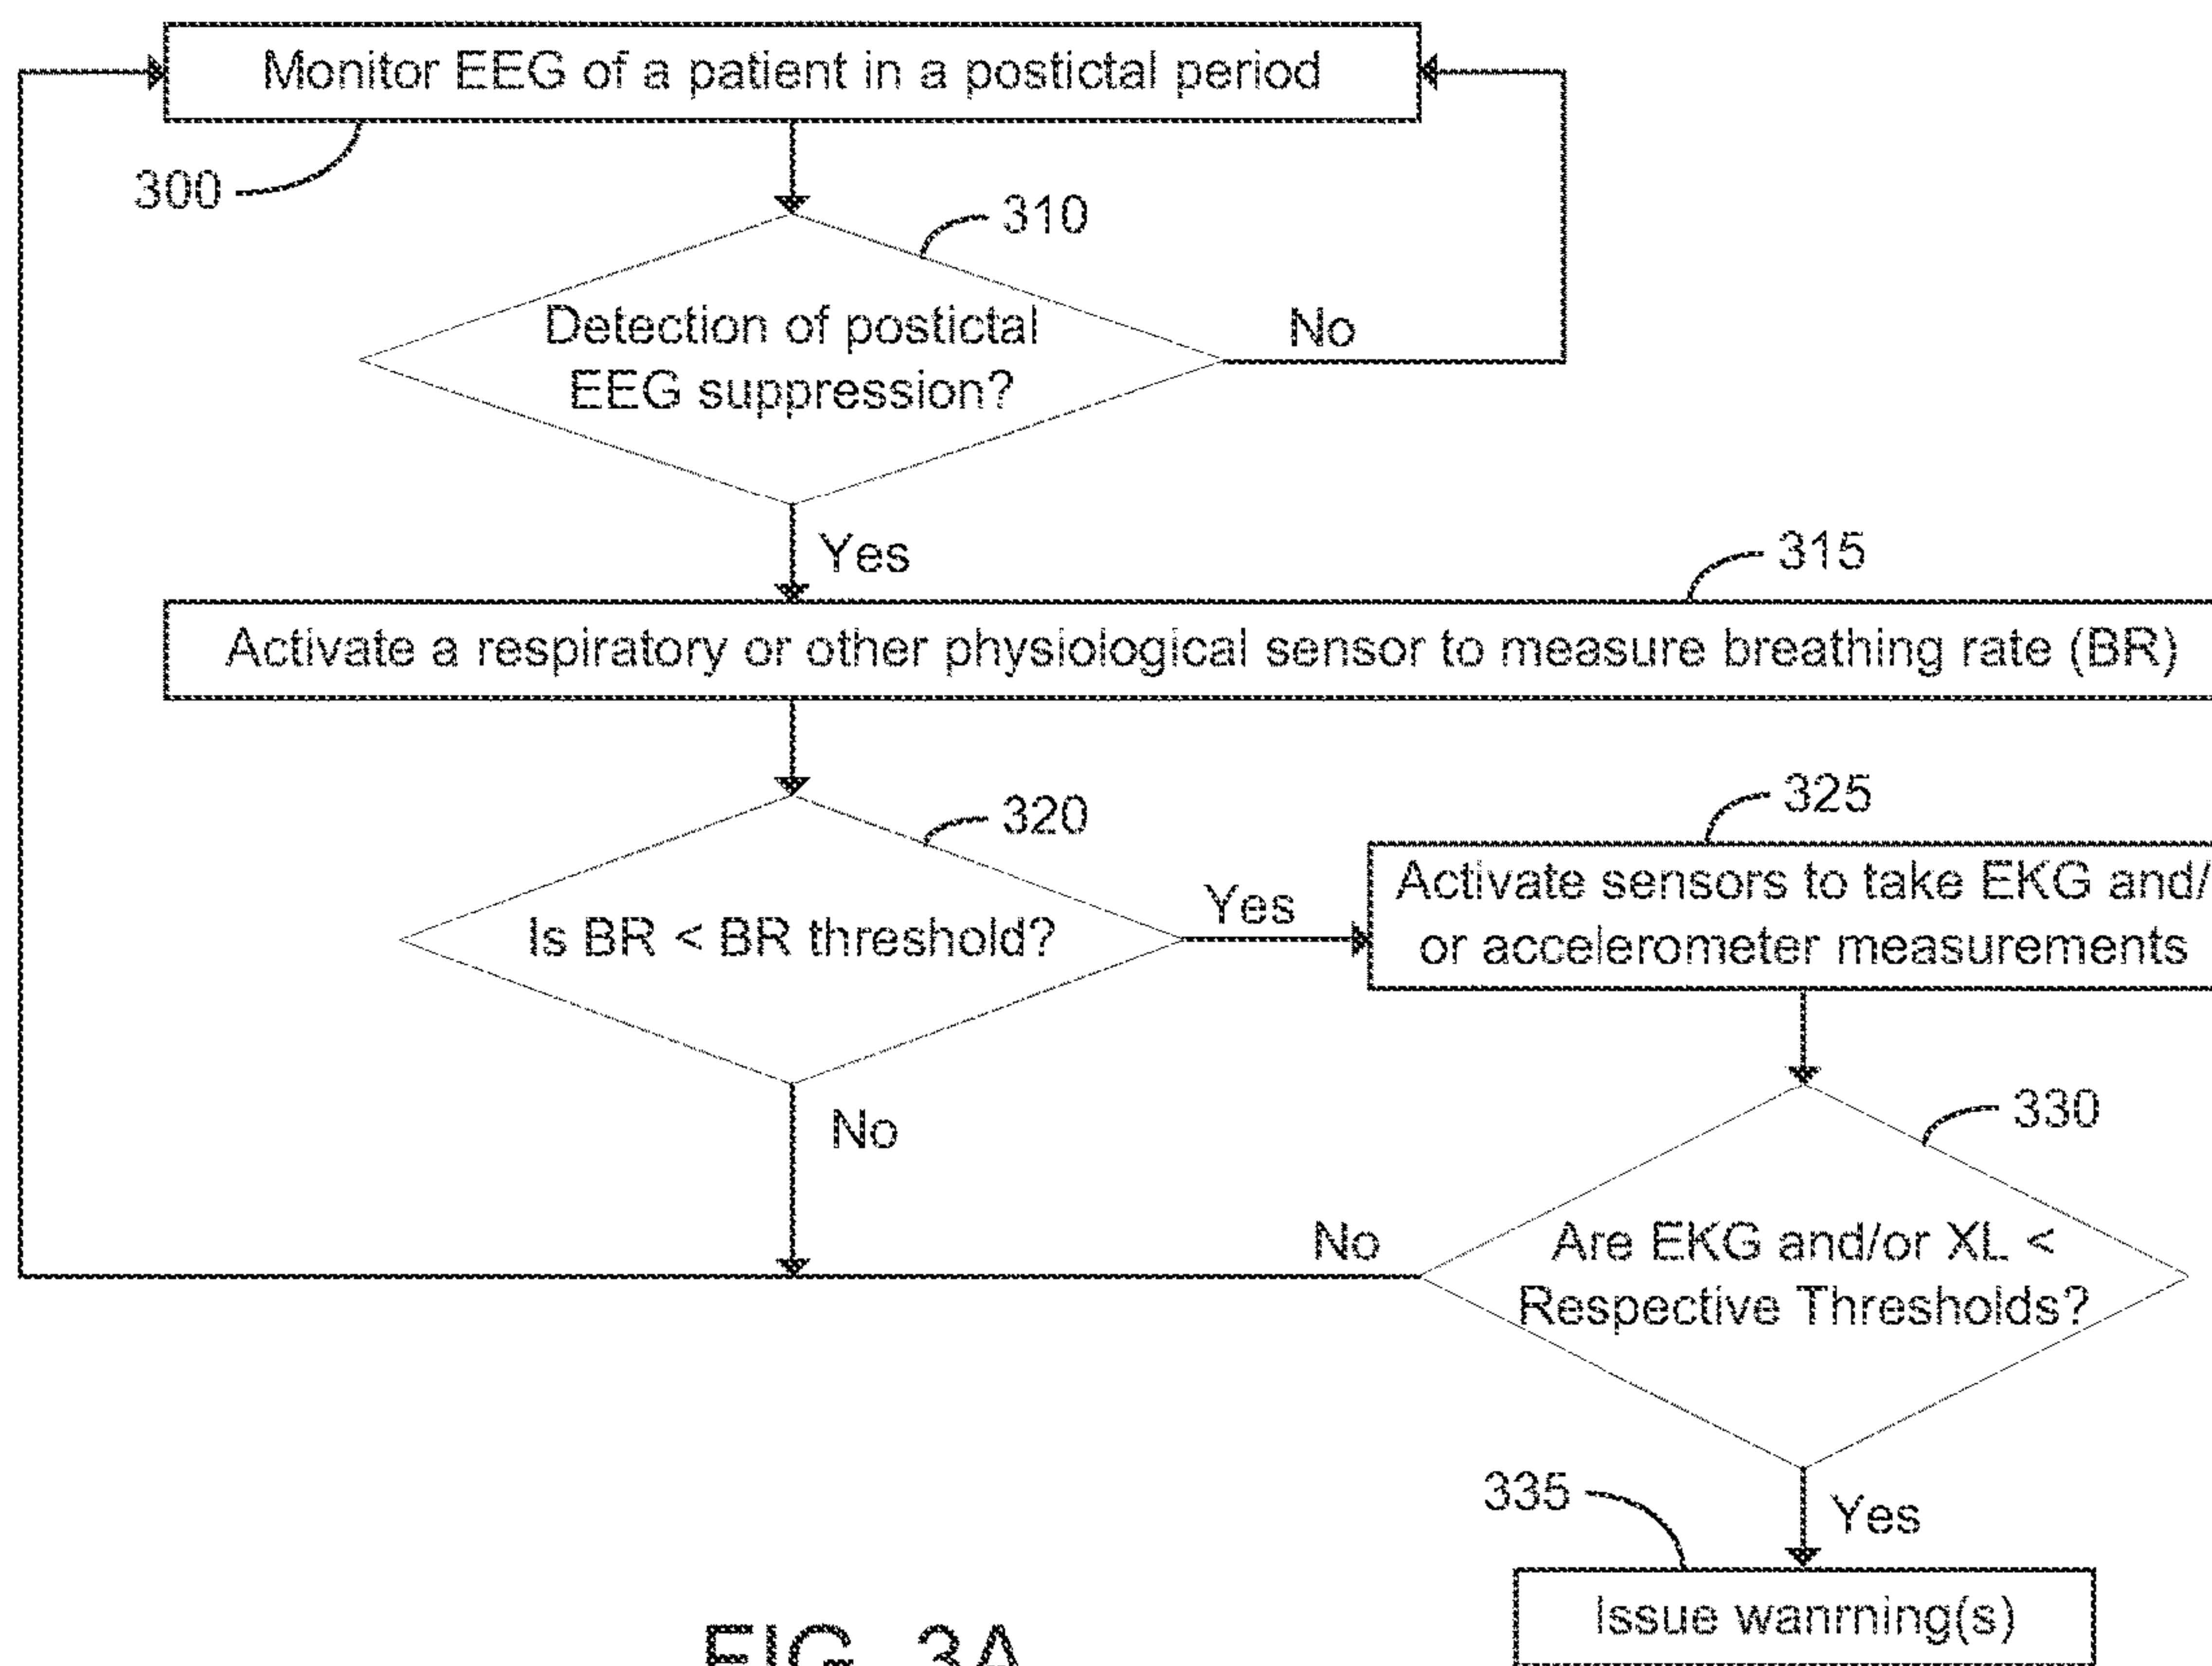 Monitor EEG of a patient in a postictal period
300
310
Detection of postictal
EEG suppression?
No
Yes
315
Activate a respiratory or other physiological sensor to measure breathing rate (BR)
320
Is BR < BR threshold?
Yes
325
Activate sensors to take EKG and/
or accelerometer measurements
No
330
No
Are EKG and/or XL <
Respective Thresholds?
335
Yes
Issue wanrning(s)
FIG. 3A